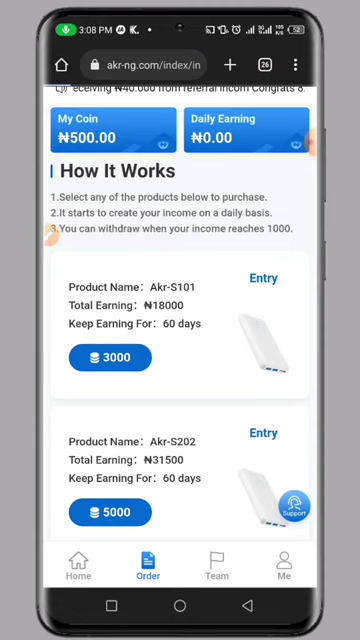 3:08 PM
akr-ng.com/index/in
26
eceiving ₦40.000 from referral incom Congrats 8.
My Coin
₦500.00
Daily Earning
₦0.00
How It Works
1.Select any of the products below to purchase.
2.It starts to create your income on a daily basis.
3.You can withdraw when your income reaches 1000.
Entry
Product Name: Akr-S101
Total Earning: ₦18000
Keep Earning For: 60 days
3000
Entry
Product Name: Akr-S202
Total Earning: ₦31500
Keep Earning For: 60 days
5000
Support
Home
Order
Team
Me